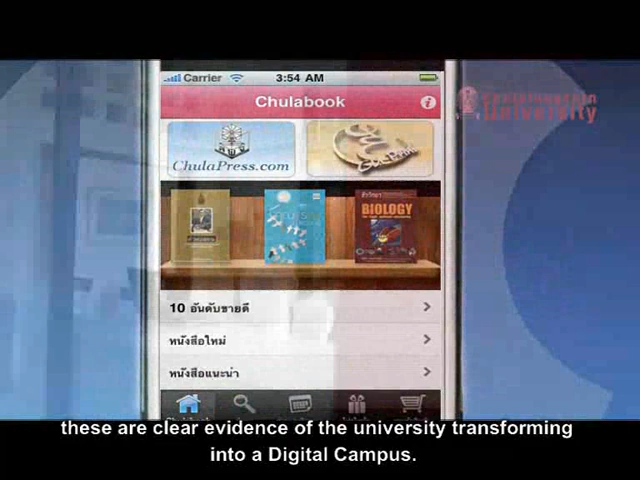 Carrier
3:54 AM
Chulabook
University
ChulaPress.com
BIOLOGY
10 อันดับขายดี
หนังสือใหม่
หนังสือแนะนำ
these are clear evidence of the university transforming
into a Digital Campus.